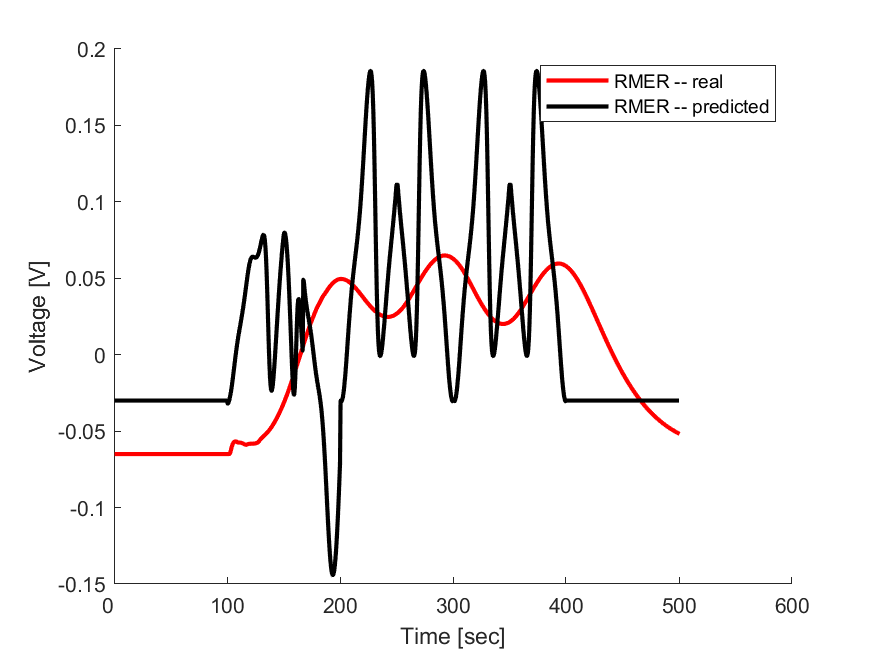 0.2
0.15
0.1
0.05
0
-0.05
-0.1
-0.15
0 100 200 300 400 500 600
Time [sec]
Voltage [V]
RMER -- real
RMER -- predicted